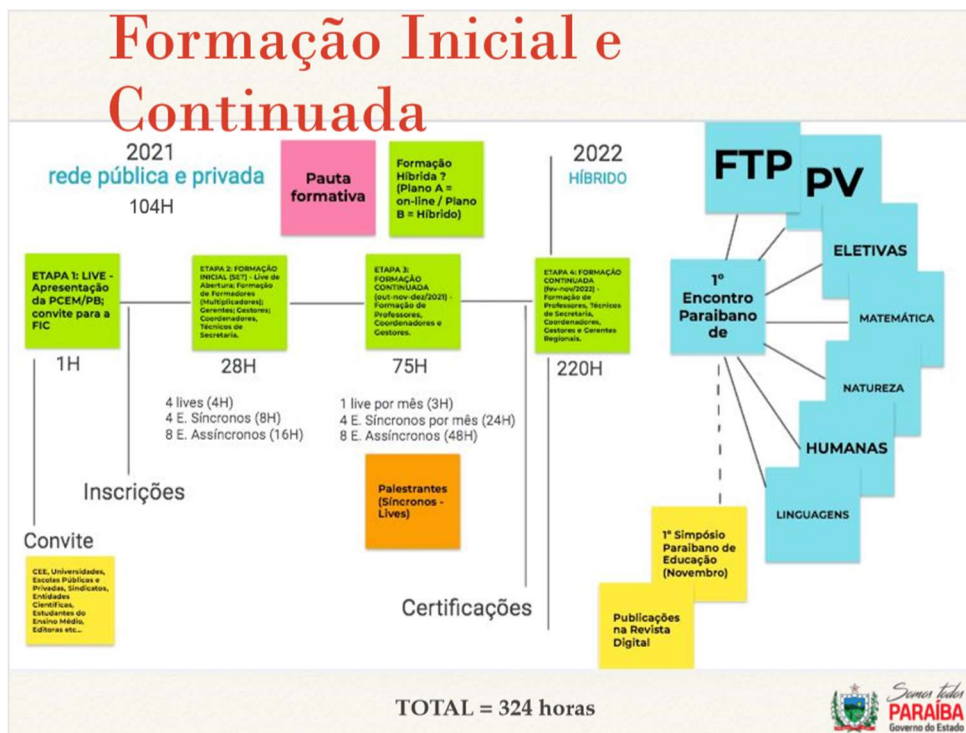 Formação Inicial e
Continuada
2021
rede pública e privada
104H
Pauta
formativa
Formação
Híbrida ?
(Plano A =
on-line / Plano
B = Híbrido)
2022
HÍBRIDO
ETAPA 1: LIVE -
Apresentação
da PCEM/PB;
convite para a
FIC
1H
ETAPA 2: FORMAÇÃO
INICIAL (SET) - Live de
Abertura; Formação
de Formadores
(Multiplicadores);
Gerentes; Gestores;
Coordenadores,
Técnicos de
Secretaria.
28H
4 lives (4H)
4 E. Síncronos (8H)
8 E. Assíncronos (16H)
ETAPA 3:
FORMAÇÃO
CONTINUADA
(out-nov-dez/2021) -
Formação de
Professores,
Coordenadores e
Gestores.
75H
1 live por mês (3H)
4 E. Síncronos por mês (24H)
8 E. Assíncronos (48H)
Palestrantes
(Síncronos -
Lives)
ETAPA 4: FORMAÇÃO
CONTINUADA
(fev-nov/2022) -
Formação de
Professores, Técnicos
de Secretaria,
Coordenadores,
Gestores e Gerentes
Regionais.
220H
Inscrições
Convite
CEE, Universidades,
Escolas Públicas e
Privadas, Sindicatos,
Entidades
Científicas,
Estudantes do
Ensino Médio,
Editoras etc...
Certificações
FTP
PV
ELETIVAS
MATEMÁTICA
NATUREZA
HUMANAS
LINGUAGENS
1º
Encontro
Paraibano
de
1º Simpósio
Paraibano de
Educação
(Novembro)
Publicações
na Revista
Digital
TOTAL = 324 horas
Somos todos
PARAÍBA
Governo do Estado